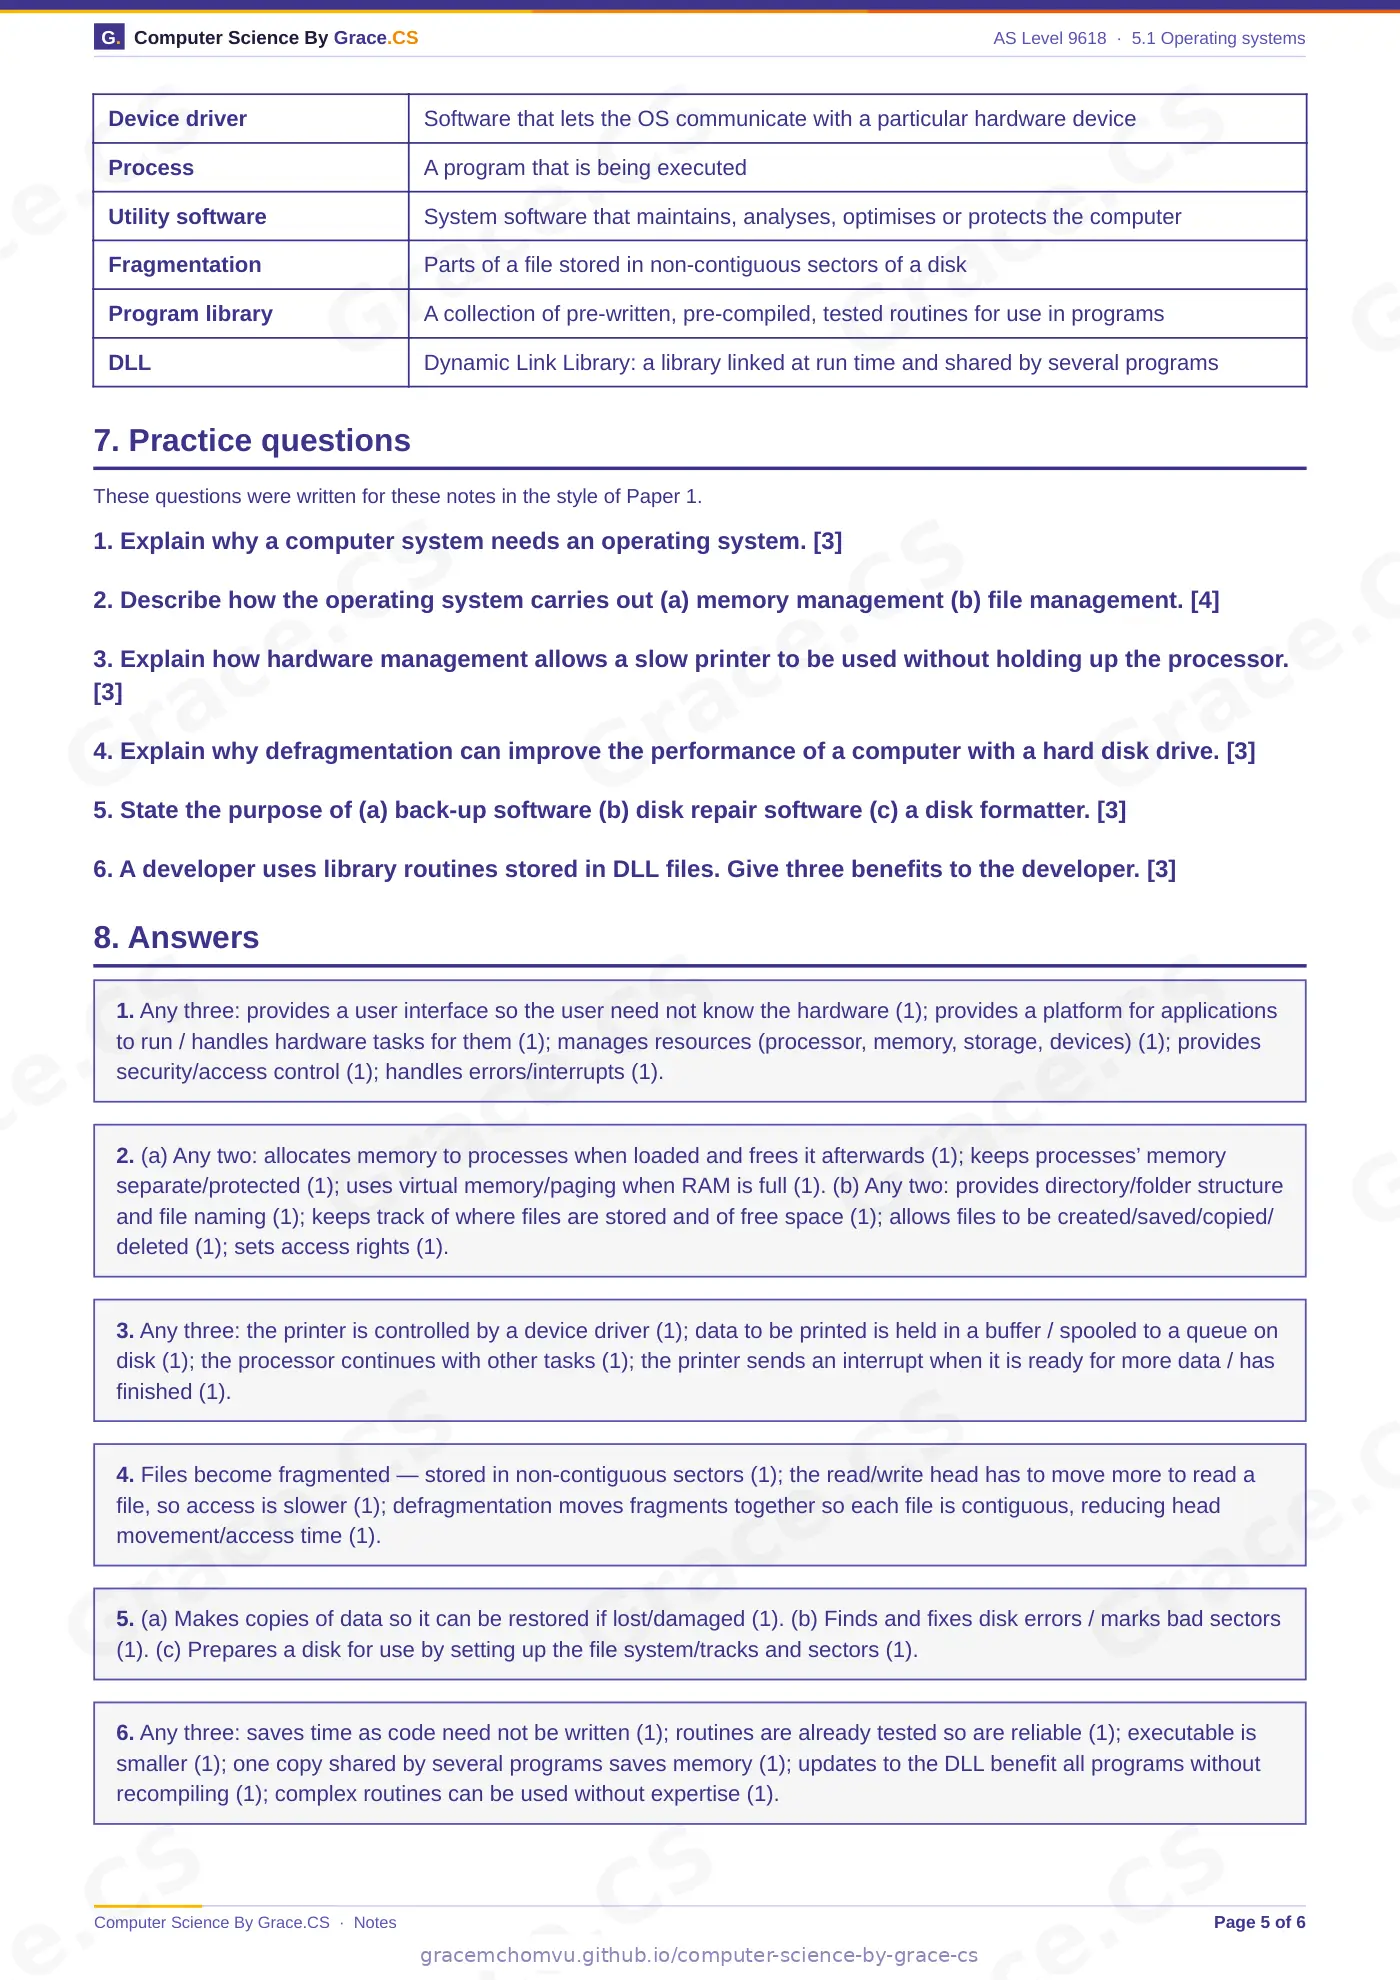 G. Computer Science By Grace.CS
AS Level 9618 · 5.1 Operating systems
Device driver
Software that lets the OS communicate with a particular hardware device
Process
A program that is being executed
Utility software
System software that maintains, analyses, optimises or protects the computer
Fragmentation
Parts of a file stored in non-contiguous sectors of a disk
Program library
A collection of pre-written, pre-compiled, tested routines for use in programs
DLL
Dynamic Link Library: a library linked at run time and shared by several programs
7. Practice questions
These questions were written for these notes in the style of Paper 1.
1. Explain why a computer system needs an operating system. [3]
2. Describe how the operating system carries out (a) memory management (b) file management. [4]
3. Explain how hardware management allows a slow printer to be used without holding up the processor.
[3]
4. Explain why defragmentation can improve the performance of a computer with a hard disk drive. [3]
5. State the purpose of (a) back-up software (b) disk repair software (c) a disk formatter. [3]
6. A developer uses library routines stored in DLL files. Give three benefits to the developer. [3]
8. Answers
1. Any three: provides a user interface so the user need not know the hardware (1); provides a platform for applications
to run / handles hardware tasks for them (1); manages resources (processor, memory, storage, devices) (1); provides
security/access control (1); handles errors/interrupts (1).
2. (a) Any two: allocates memory to processes when loaded and frees it afterwards (1); keeps processes’ memory
separate/protected (1); uses virtual memory/paging when RAM is full (1). (b) Any two: provides directory/folder structure
and file naming (1); keeps track of where files are stored and of free space (1); allows files to be created/saved/copied/
deleted (1); sets access rights (1).
3. Any three: the printer is controlled by a device driver (1); data to be printed is held in a buffer / spooled to a queue on
disk (1); the processor continues with other tasks (1); the printer sends an interrupt when it is ready for more data / has
finished (1).
4. Files become fragmented — stored in non-contiguous sectors (1); the read/write head has to move more to read a
file, so access is slower (1); defragmentation moves fragments together so each file is contiguous, reducing head
movement/access time (1).
5. (a) Makes copies of data so it can be restored if lost/damaged (1). (b) Finds and fixes disk errors / marks bad sectors
(1). (c) Prepares a disk for use by setting up the file system/tracks and sectors (1).
6. Any three: saves time as code need not be written (1); routines are already tested so are reliable (1); executable is
smaller (1); one copy shared by several programs saves memory (1); updates to the DLL benefit all programs without
recompiling (1); complex routines can be used without expertise (1).
Computer Science By Grace.CS · Notes
Page 5 of 6
gracemchomvu.github.io/computer-science-by-grace-cs